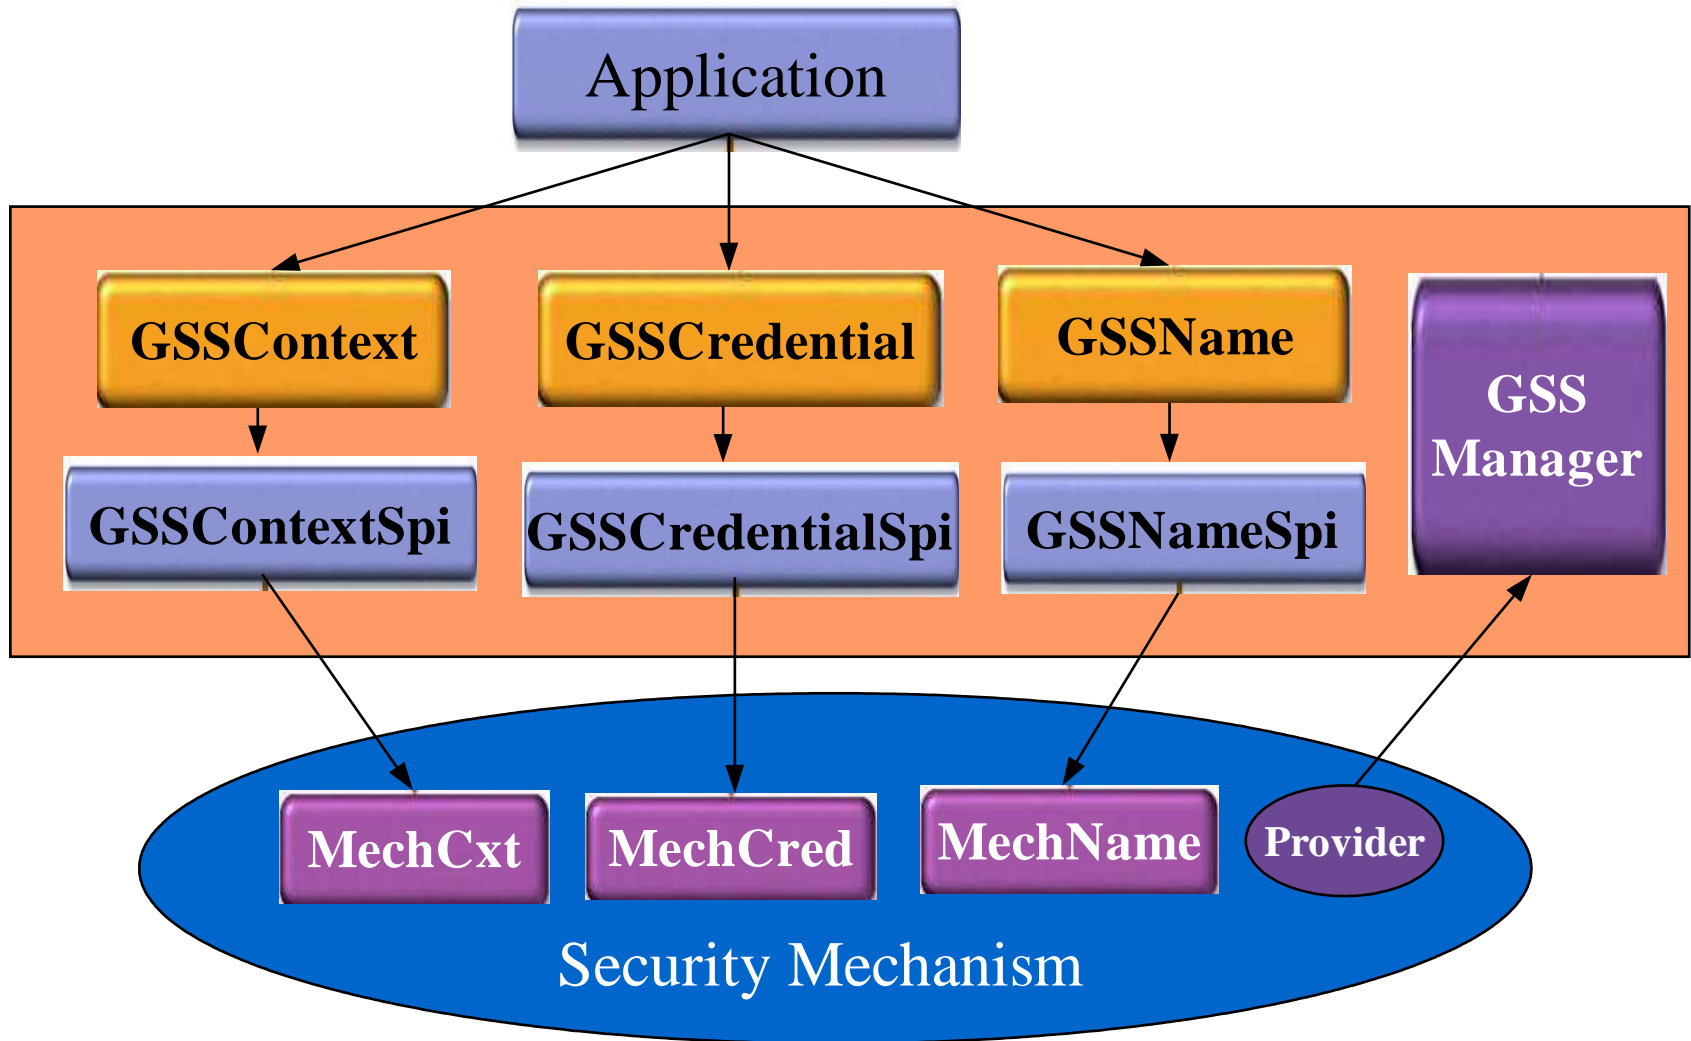 Application
GSSContext
GSSCredential
GSSName
GSS
Manager
GSSContextSpi
GSSCredentialSpi
GSSNameSpi
MechCxt
MechCred
MechName
Provider
Security Mechanism